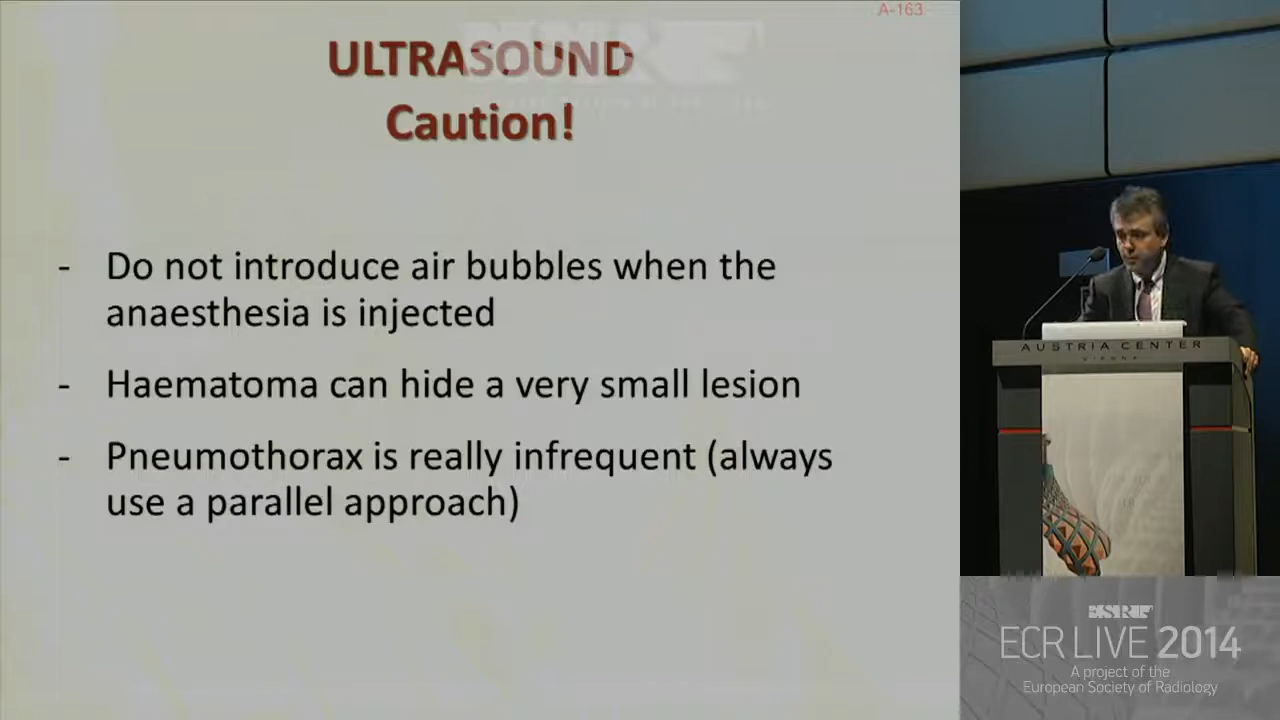 A-163
ULTRASOUND
Caution!
- Do not introduce air bubbles when the
anaesthesia is injected
- Haematoma can hide a very small lesion
- Pneumothorax is really infrequent (always
use a parallel approach)
AUSTRIA CENTER
VIENNA
ESR
ECR LIVE 2014
A project of the
European Society of Radiology